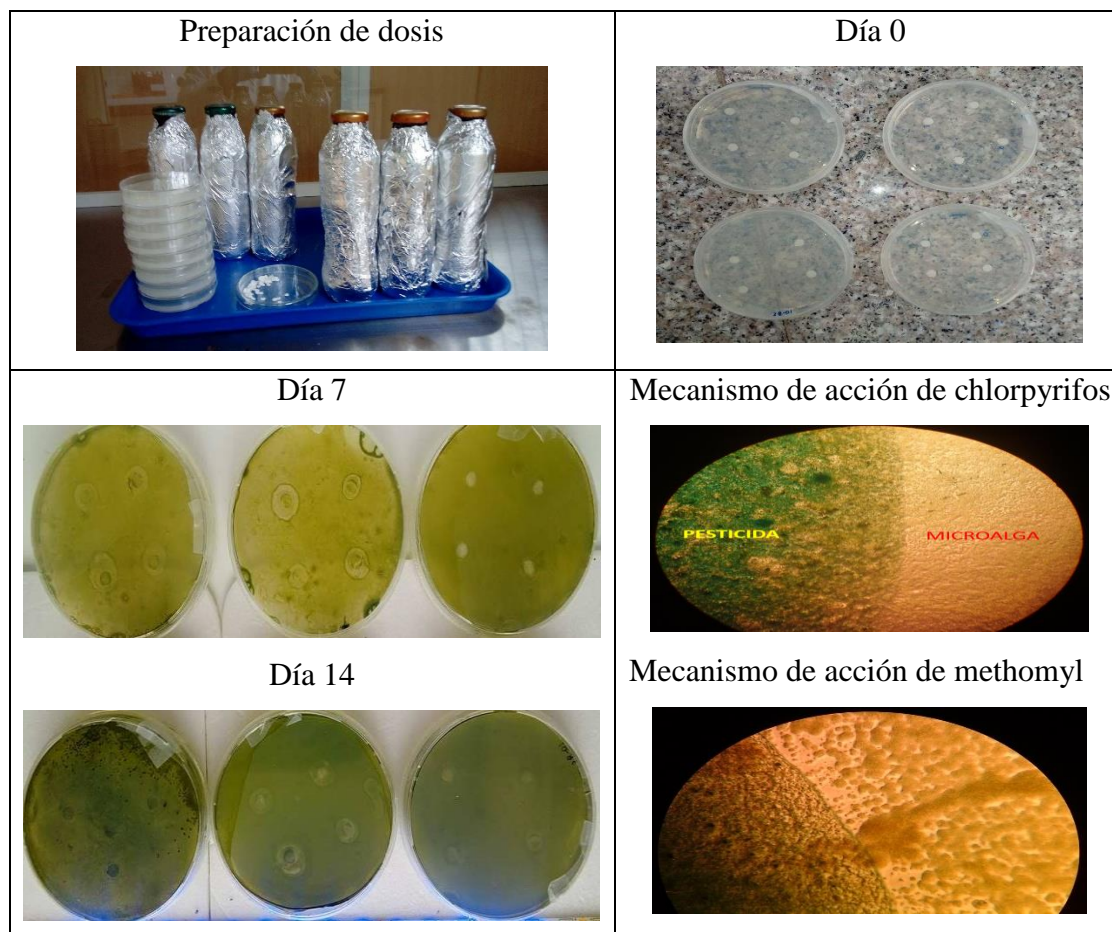 Preparación de dosis
Día 0
Día 7
Mecanismo de acción de chlorpyrifos
PESTICIDA
MICROALGA
Día 14
Mecanismo de acción de methomyl